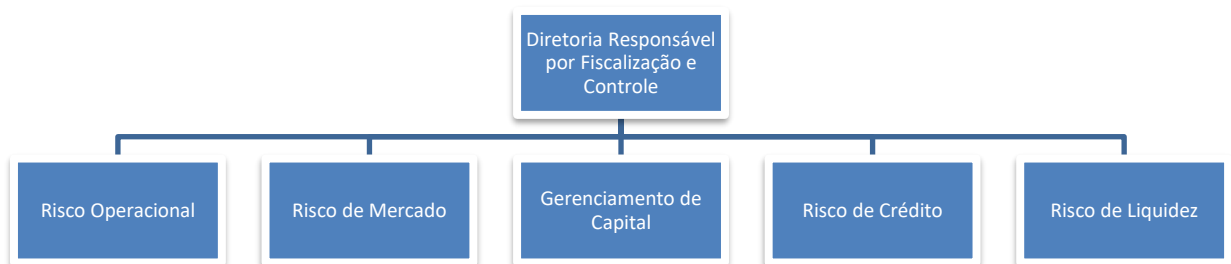 Diretoria Responsável
por Fiscalização e
Controle
Risco Operacional
Risco de Mercado
Gerenciamento de
Capital
Risco de Crédito
Risco de Liquidez